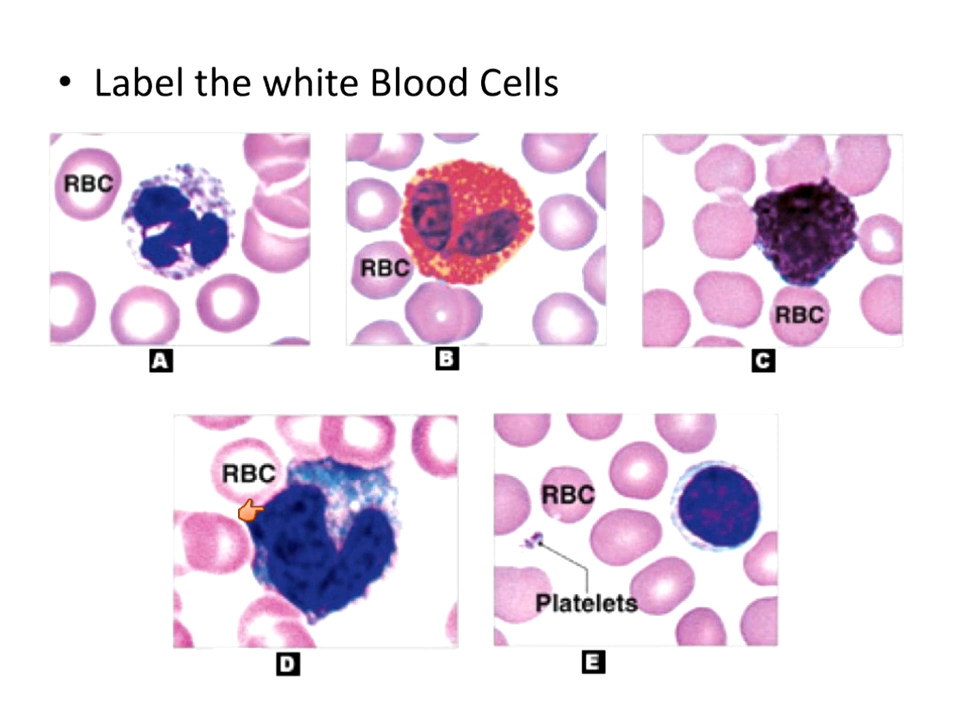 • Label the white Blood Cells
RBC
RBC
RBC
A
B
C
RBC
RBC
Platelets
D
E